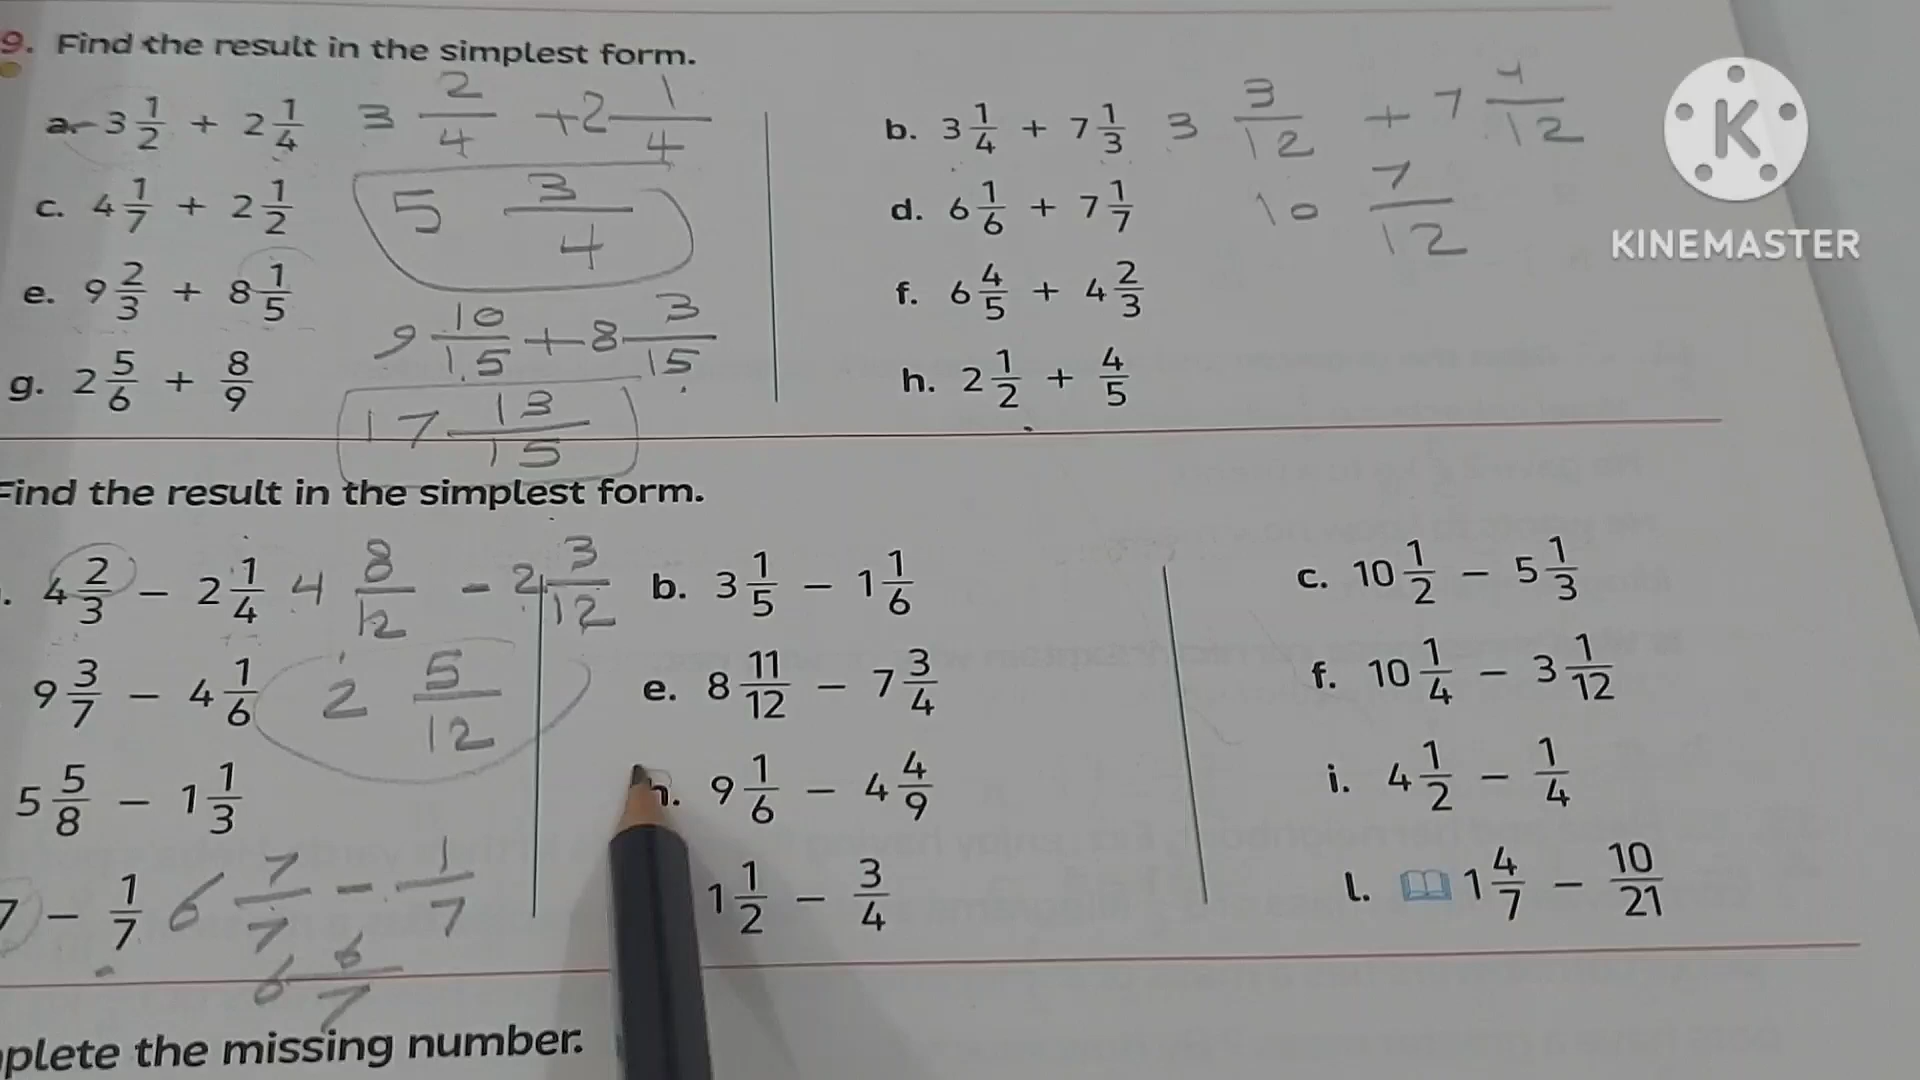 9. Find the result in the simplest form.
a. 3 1/2 + 2 1/4 3 2/4 + 2 1/4
5 3/4
b. 3 1/4 + 7 1/3 3 3/12 + 7 4/12
10 7/12
K
KINEMASTER
c. 4 1/7 + 2 1/2
d. 6 1/6 + 7 1/7
e. 9 2/3 + 8 1/5 9 10/15 + 8 3/15
17 13/15
f. 6 4/5 + 4 2/3
g. 2 5/6 + 8/9
h. 2 1/2 + 4/5
Find the result in the simplest form.
. 4 2/3 - 2 1/4 4 8/12 - 2 3/12
2 5/12
b. 3 1/5 - 1 1/6
c. 10 1/2 - 5 1/3
9 3/7 - 4 1/6
e. 8 11/12 - 7 3/4
f. 10 1/4 - 3 1/12
5 5/8 - 1 1/3
h. 9 1/6 - 4 4/9
i. 4 1/2 - 1/4
7 - 1/7 6 7/7 - 1/7
6 6/7
1 1/2 - 3/4
l. 1 4/7 - 10/21
plete the missing number.